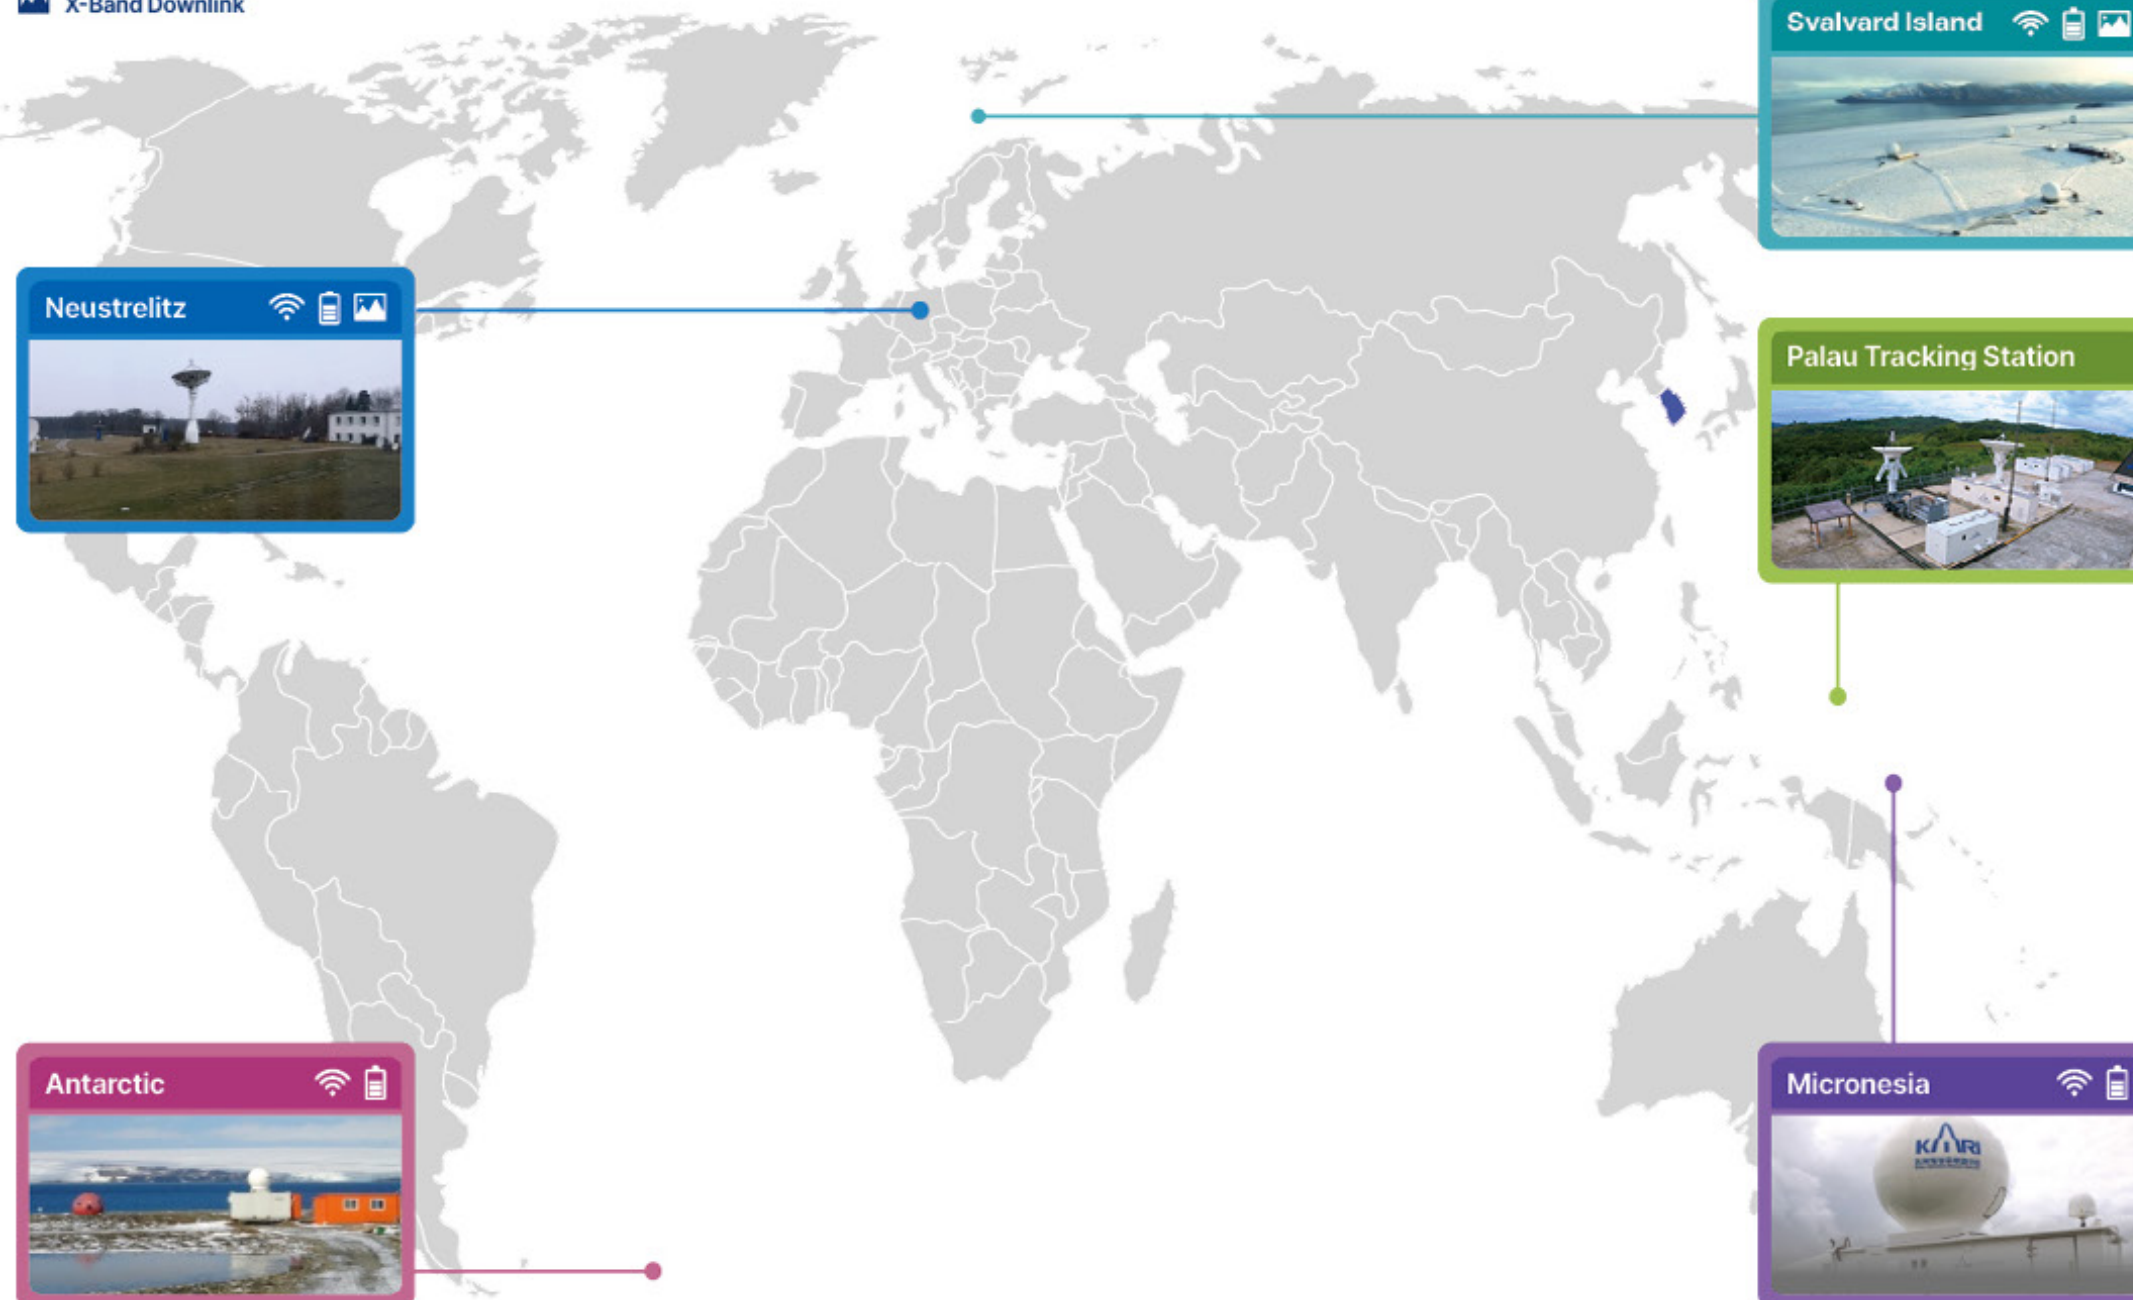 X-Band Downlink
Svalvard Island
Neustrelitz
Palau Tracking Station
Antarctic
Micronesia
KARI